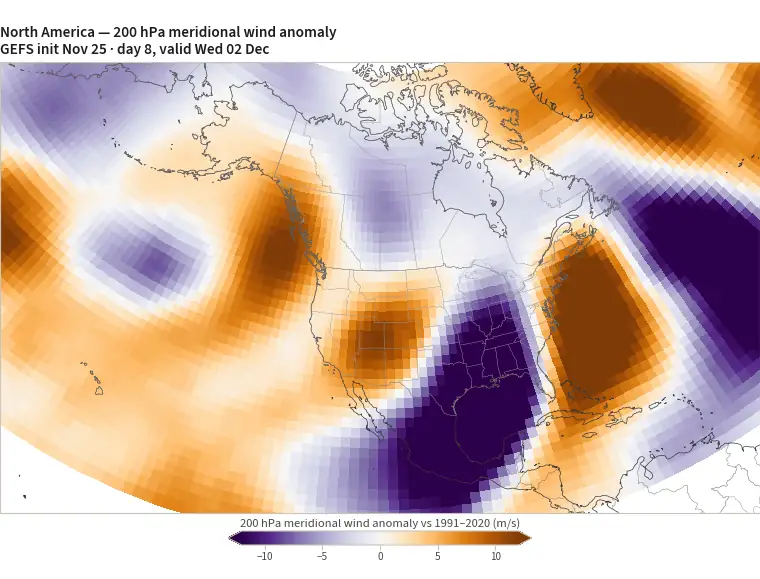 North America — 200 hPa meridional wind anomaly
GEFS init Nov 25 · day 8, valid Wed 02 Dec
200 hPa meridional wind anomaly vs 1991–2020 (m/s)
−10 −5 0 5 10